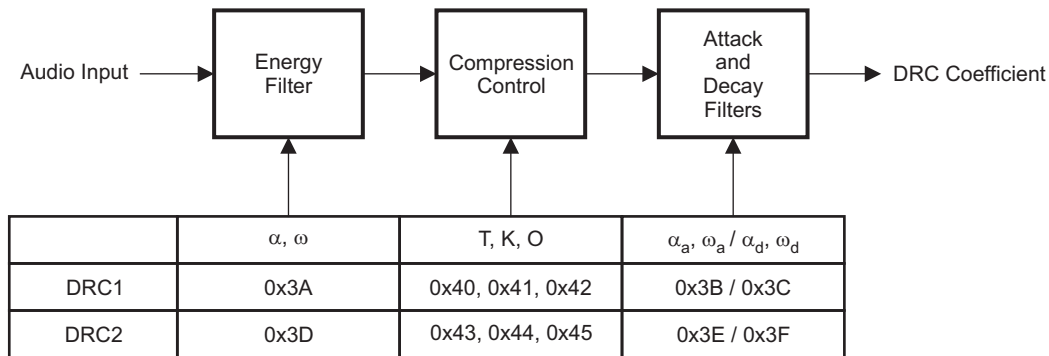 Audio Input
Energy
Filter
Compression
Control
Attack
and
Decay
Filters
DRC Coefficient
α, ω
T, K, O
αa, ωa / αd, ωd
DRC1
0x3A
0x40, 0x41, 0x42
0x3B / 0x3C
DRC2
0x3D
0x43, 0x44, 0x45
0x3E / 0x3F